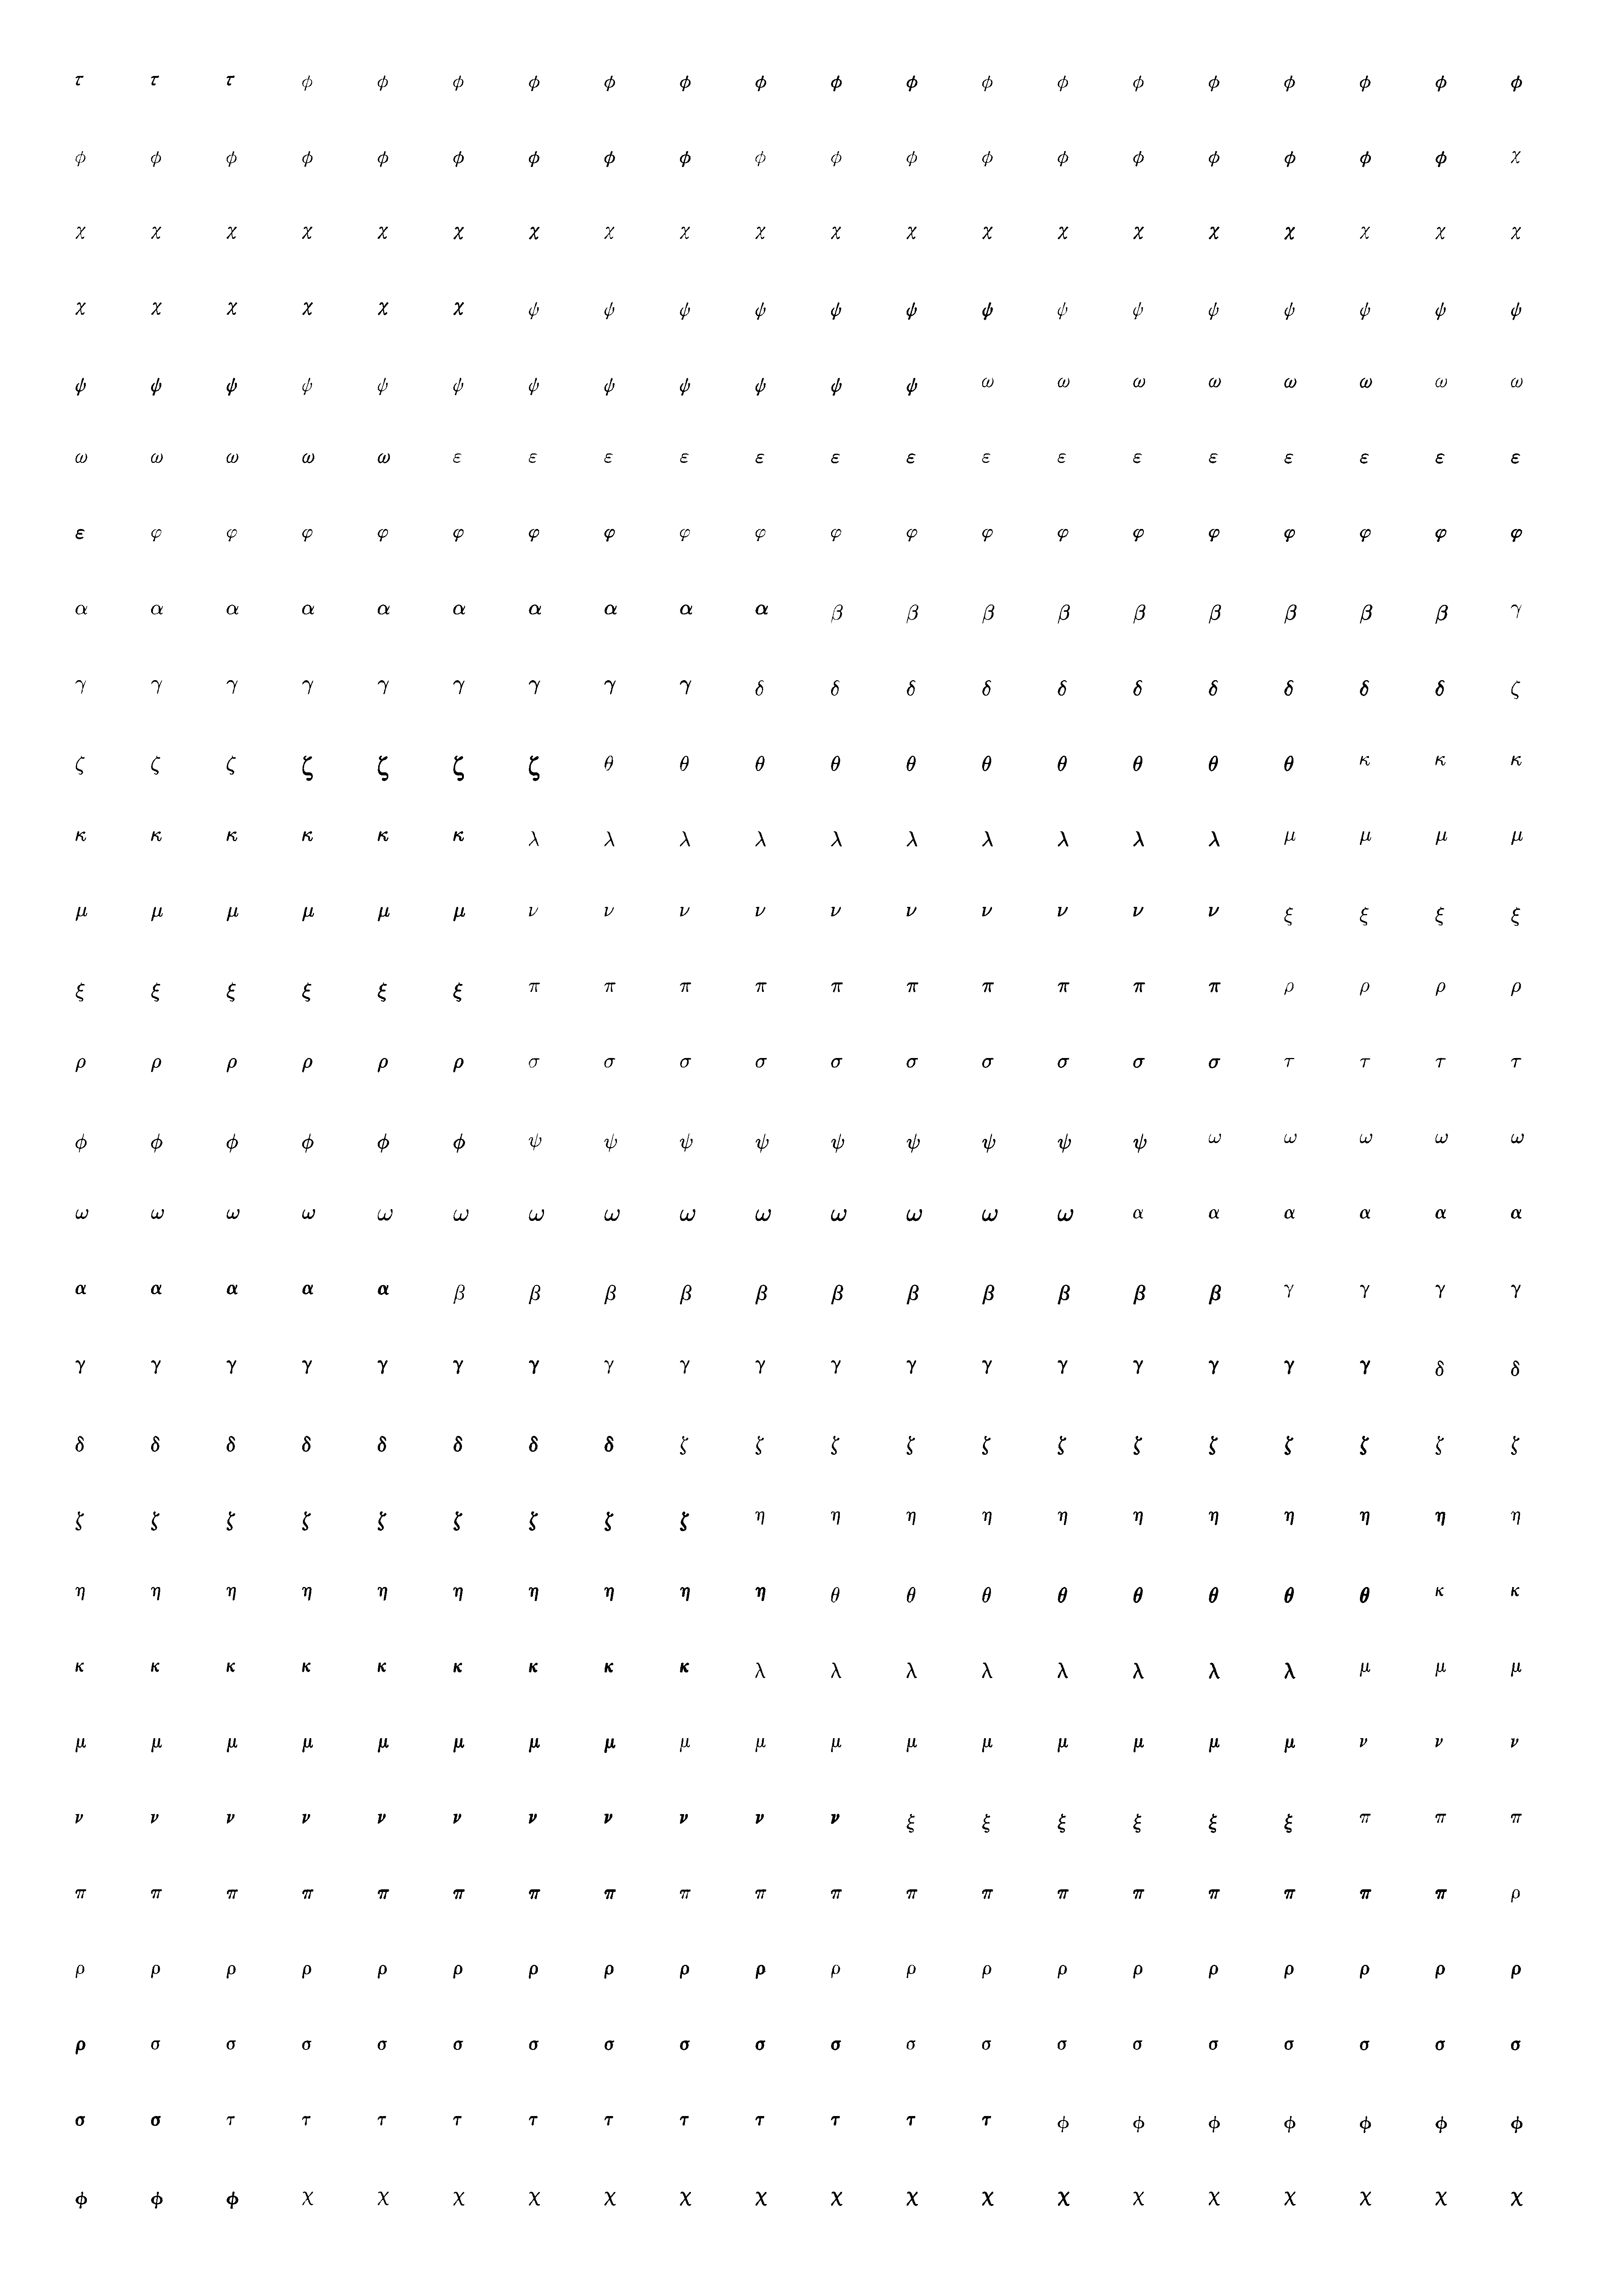 τ τ τ ϕ ϕ ϕ ϕ ϕ ϕ ϕ ϕ ϕ ϕ ϕ ϕ ϕ ϕ ϕ ϕ ϕ
ϕ ϕ ϕ ϕ ϕ ϕ ϕ ϕ ϕ ϕ ϕ ϕ ϕ ϕ ϕ ϕ ϕ ϕ ϕ χ
χ χ χ χ χ χ χ χ χ χ χ χ χ χ χ χ χ χ χ χ
χ χ χ χ χ χ ψ ψ ψ ψ ψ ψ ψ ψ ψ ψ ψ ψ ψ ψ
ψ ψ ψ ψ ψ ψ ψ ψ ψ ψ ψ ψ ω ω ω ω ω ω ω ω
ω ω ω ω ω ε ε ε ε ε ε ε ε ε ε ε ε ε ε ε
ε φ φ φ φ φ φ φ φ φ φ φ φ φ φ φ φ φ φ φ
α α α α α α α α α α β β β β β β β β β γ
γ γ γ γ γ γ γ γ γ δ δ δ δ δ δ δ δ δ δ ζ
ζ ζ ζ ζ ζ ζ ζ θ θ θ θ θ θ θ θ θ θ κ κ κ
κ κ κ κ κ κ λ λ λ λ λ λ λ λ λ λ μ μ μ μ
μ μ μ μ μ μ ν ν ν ν ν ν ν ν ν ν ξ ξ ξ ξ
ξ ξ ξ ξ ξ ξ π π π π π π π π π π ρ ρ ρ ρ
ρ ρ ρ ρ ρ ρ σ σ σ σ σ σ σ σ σ σ τ τ τ τ
ϕ ϕ ϕ ϕ ϕ ϕ ψ ψ ψ ψ ψ ψ ψ ψ ψ ω ω ω ω ω
ω ω ω ω ω ω ω ω ω ω ω ω ω ω α α α α α α
α α α α α β β β β β β β β β β β γ γ γ γ
γ γ γ γ γ γ γ γ γ γ γ γ γ γ γ γ γ γ δ δ
δ δ δ δ δ δ δ δ ζ ζ ζ ζ ζ ζ ζ ζ ζ ζ ζ ζ
ζ ζ ζ ζ ζ ζ ζ ζ ζ η η η η η η η η η η η
η η η η η η η η η η θ θ θ θ θ θ θ θ κ κ
κ κ κ κ κ κ κ κ κ λ λ λ λ λ λ λ λ μ μ μ
μ μ μ μ μ μ μ μ μ μ μ μ μ μ μ μ μ ν ν ν
ν ν ν ν ν ν ν ν ν ν ν ξ ξ ξ ξ ξ ξ π π π
π π π π π π π π π π π π π π π π π π π ρ
ρ ρ ρ ρ ρ ρ ρ ρ ρ ρ ρ ρ ρ ρ ρ ρ ρ ρ ρ ρ
ρ σ σ σ σ σ σ σ σ σ σ σ σ σ σ σ σ σ σ σ
σ σ τ τ τ τ τ τ τ τ τ τ τ ϕ ϕ ϕ ϕ ϕ ϕ ϕ
ϕ ϕ ϕ χ χ χ χ χ χ χ χ χ χ χ χ χ χ χ χ χ